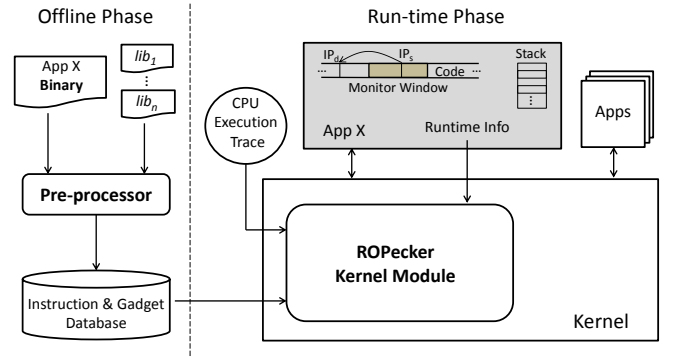 Offline Phase
Run-time Phase
App X
Binary
lib1
libn
Pre-processor
Instruction & Gadget
Database
CPU
Execution
Trace
IPd
IPs
... Code ...
Monitor Window
Stack
App X
Runtime Info
Apps
ROPecker
Kernel Module
Kernel